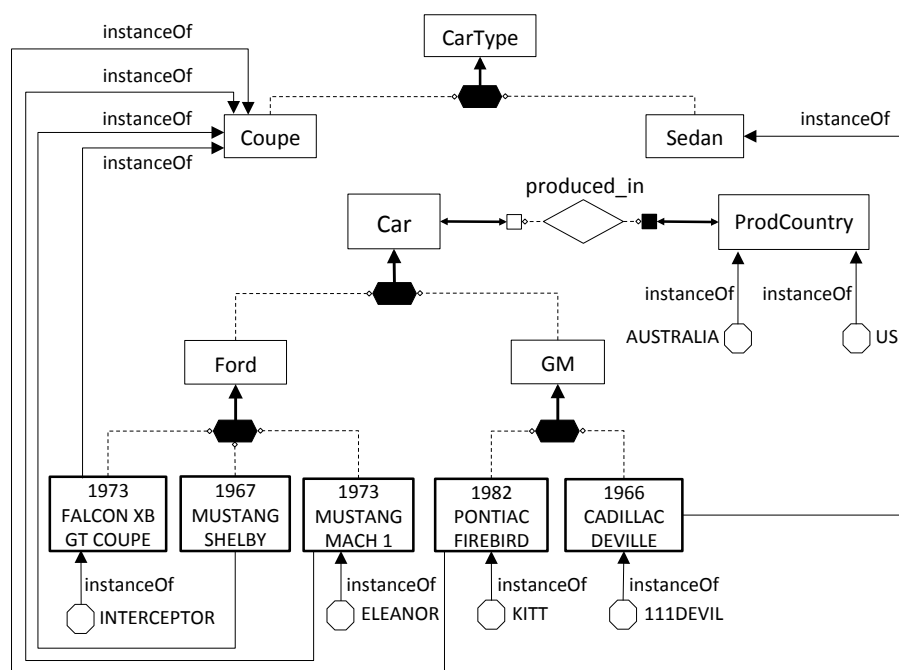 instanceOf
CarType
instanceOf
instanceOf
Coupe
Sedan
instanceOf
instanceOf
produced_in
Car
ProdCountry
instanceOf
instanceOf
AUSTRALIA
US
Ford
GM
1973
FALCON XB
GT COUPE
1967
MUSTANG
SHELBY
1973
MUSTANG
MACH 1
1982
PONTIAC
FIREBIRD
1966
CADILLAC
DEVILLE
instanceOf
instanceOf
instanceOf
instanceOf
INTERCEPTOR
ELEANOR
KITT
111DEVIL